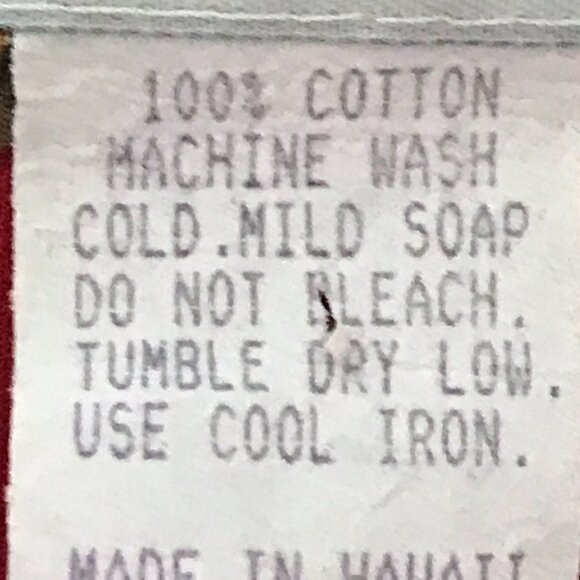 100% COTTON
MACHINE WASH
COLD.MILD SOAP
DO NOT BLEACH.
TUMBLE DRY LOW.
USE COOL IRON.
MADE IN HAWAII